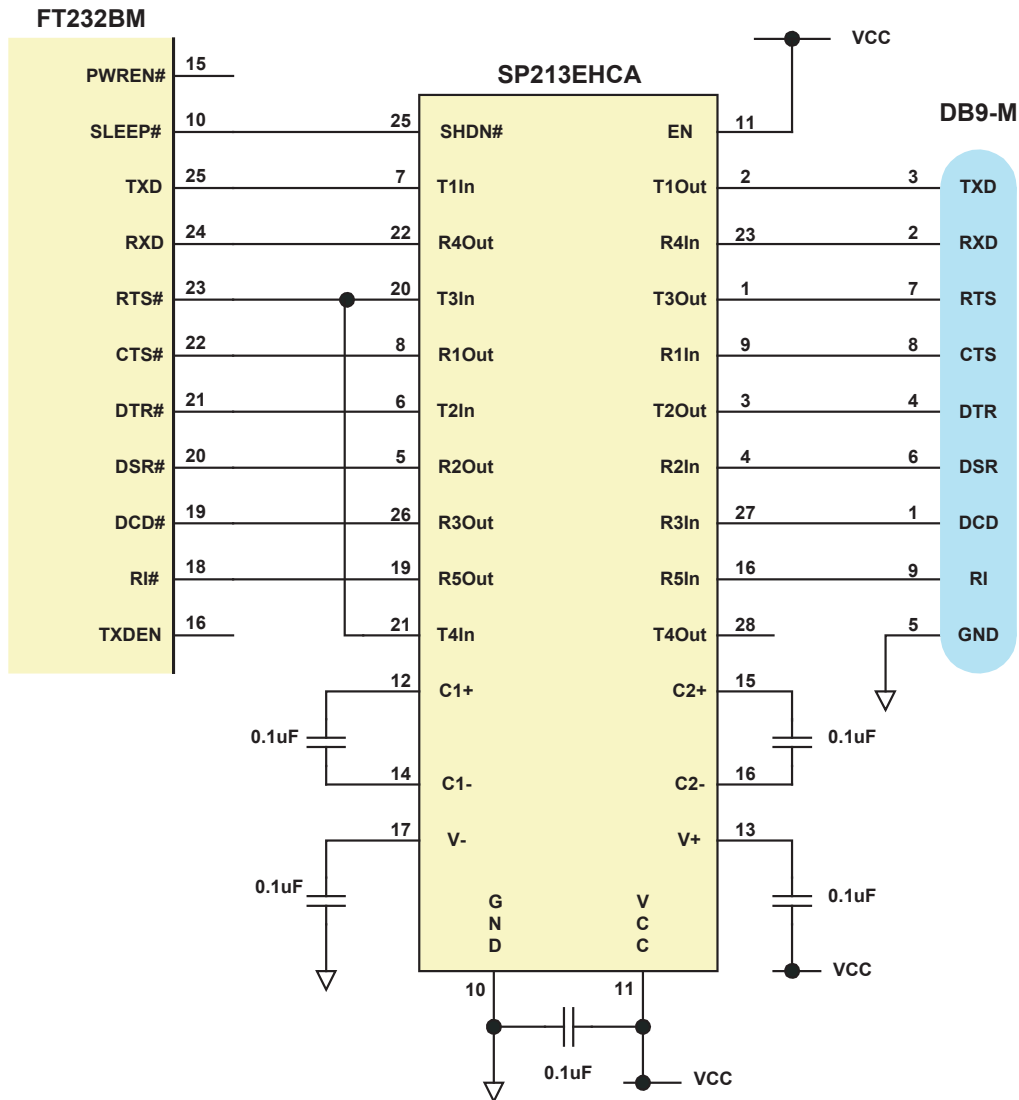 FT232BM
VCC
PWREN# 15
SP213EHCA
DB9-M
SLEEP# 10 25 SHDN# EN 11
TXD 25 7 T1In T1Out 2 3 TXD
RXD 24 22 R4Out R4In 23 2 RXD
RTS# 23 20 T3In T3Out 1 7 RTS
CTS# 22 8 R1Out R1In 9 8 CTS
DTR# 21 6 T2In T2Out 3 4 DTR
DSR# 20 5 R2Out R2In 4 6 DSR
DCD# 19 26 R3Out R3In 27 1 DCD
RI# 18 19 R5Out R5In 16 9 RI
TXDEN 16 21 T4In T4Out 28 5 GND
12 C1+ C2+ 15
0.1uF 0.1uF
14 C1- C2- 16
17 V- V+ 13
0.1uF 0.1uF
GND VCC
VCC
10 11
0.1uF VCC